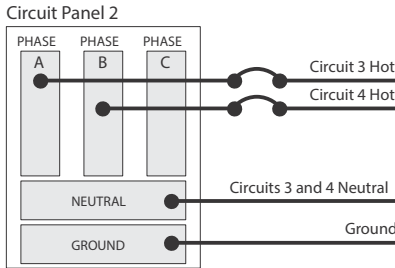 Circuit Panel 2
PHASE PHASE PHASE
A B C
Circuit 3 Hot
Circuit 4 Hot
NEUTRAL
Circuits 3 and 4 Neutral
GROUND
Ground